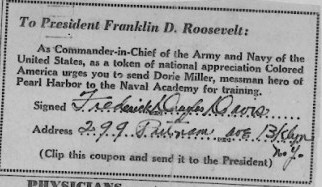 To President Franklin D. Roosevelt:
As Commander-in-Chief of the Army and Navy of the
United States, as a token of national appreciation Colored
America urges you to send Dorie Miller, messman hero of
Pearl Harbor to the Naval Academy for training.
Signed Frederick Davis
Address 299 Putnam ave Bklyn
N.Y.
(Clip this coupon and send it to the President)
PHYSICIANS